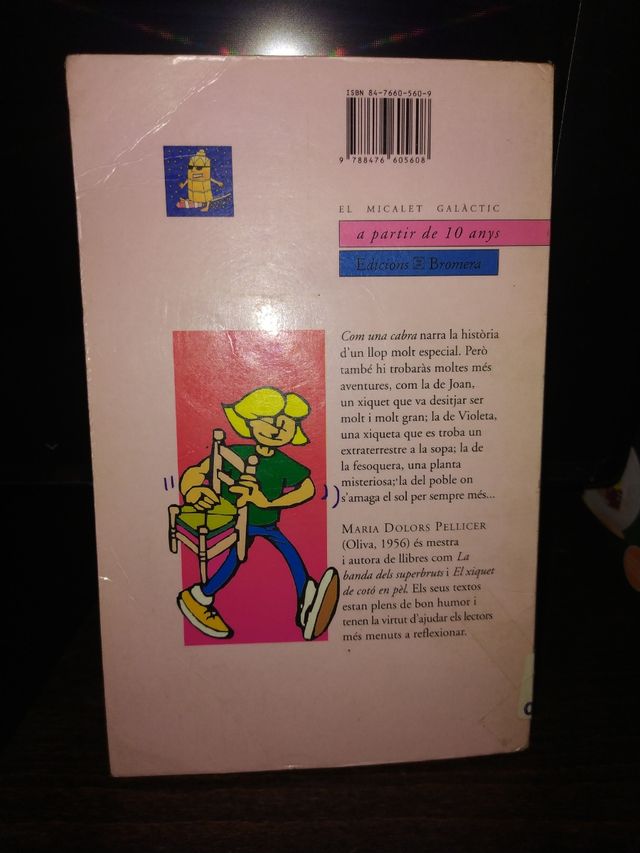 ISBN 84-7660-560-9
9 788476 605608
EL MICALET GALÀCTIC
a partir de 10 anys
Edicions Bromera
Com una cabra narra la història
d'un llop molt especial. Però
també hi trobaràs moltes més
aventures, com la de Joan,
un xiquet que va desitjar ser
molt i molt gran; la de Violeta,
una xiqueta que es troba un
extraterrestre a la sopa; la de
la fesoquera, una planta
misteriosa; la del poble on
s'amaga el sol per sempre més...
MARIA DOLORS PELLICER
(Oliva, 1956) és mestra
i autora de llibres com La
banda dels superbruts i El xiquet
de cotó en pèl. Els seus textos
estan plens de bon humor i
tenen la virtut d'ajudar els lectors
més menuts a reflexionar.